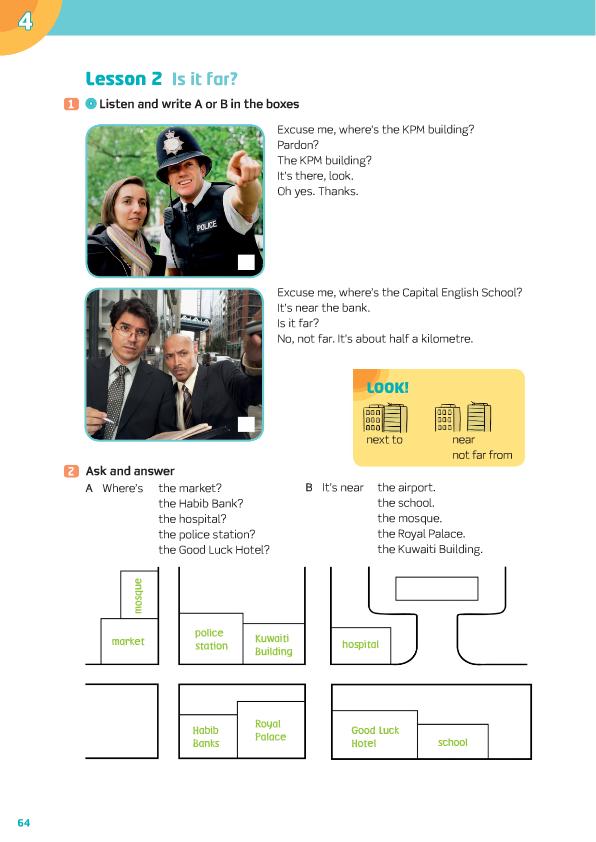 4
Lesson 2 Is it far?
1 Listen and write A or B in the boxes
Excuse me, where's the KPM building?
Pardon?
The KPM building?
It's there, look.
Oh yes. Thanks.
POLICE
Excuse me, where's the Capital English School?
It's near the bank.
Is it far?
No, not far. It's about half a kilometre.
LOOK!
next to
near
not far from
2 Ask and answer
A Where's the market?
the Habib Bank?
the hospital?
the police station?
the Good Luck Hotel?
B It's near the airport.
the school.
the mosque.
the Royal Palace.
the Kuwaiti Building.
mosque
market
police
station
Kuwaiti
Building
hospital
Habib
Banks
Royal
Palace
Good Luck
Hotel
school
64